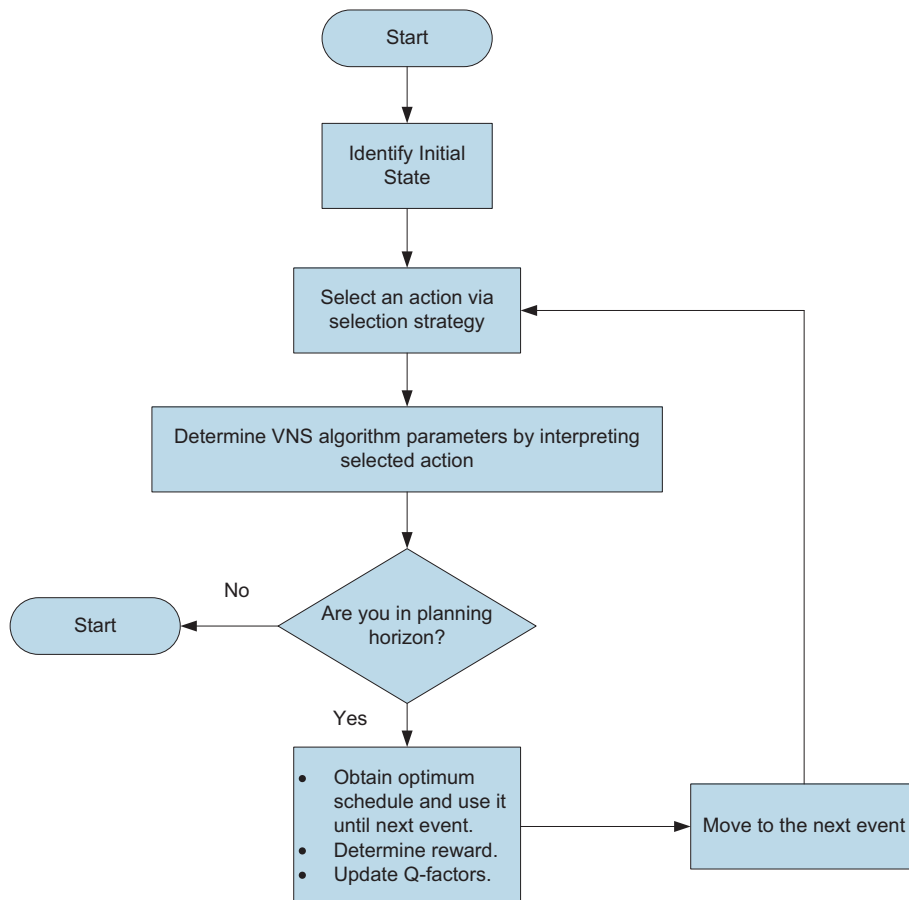 Start
Identify Initial
State
Select an action via
selection strategy
Determine VNS algorithm parameters by interpreting
selected action
No
Start
Are you in planning
horizon?
Yes
• Obtain optimum
schedule and use it
until next event.
• Determine reward.
• Update Q-factors.
Move to the next event